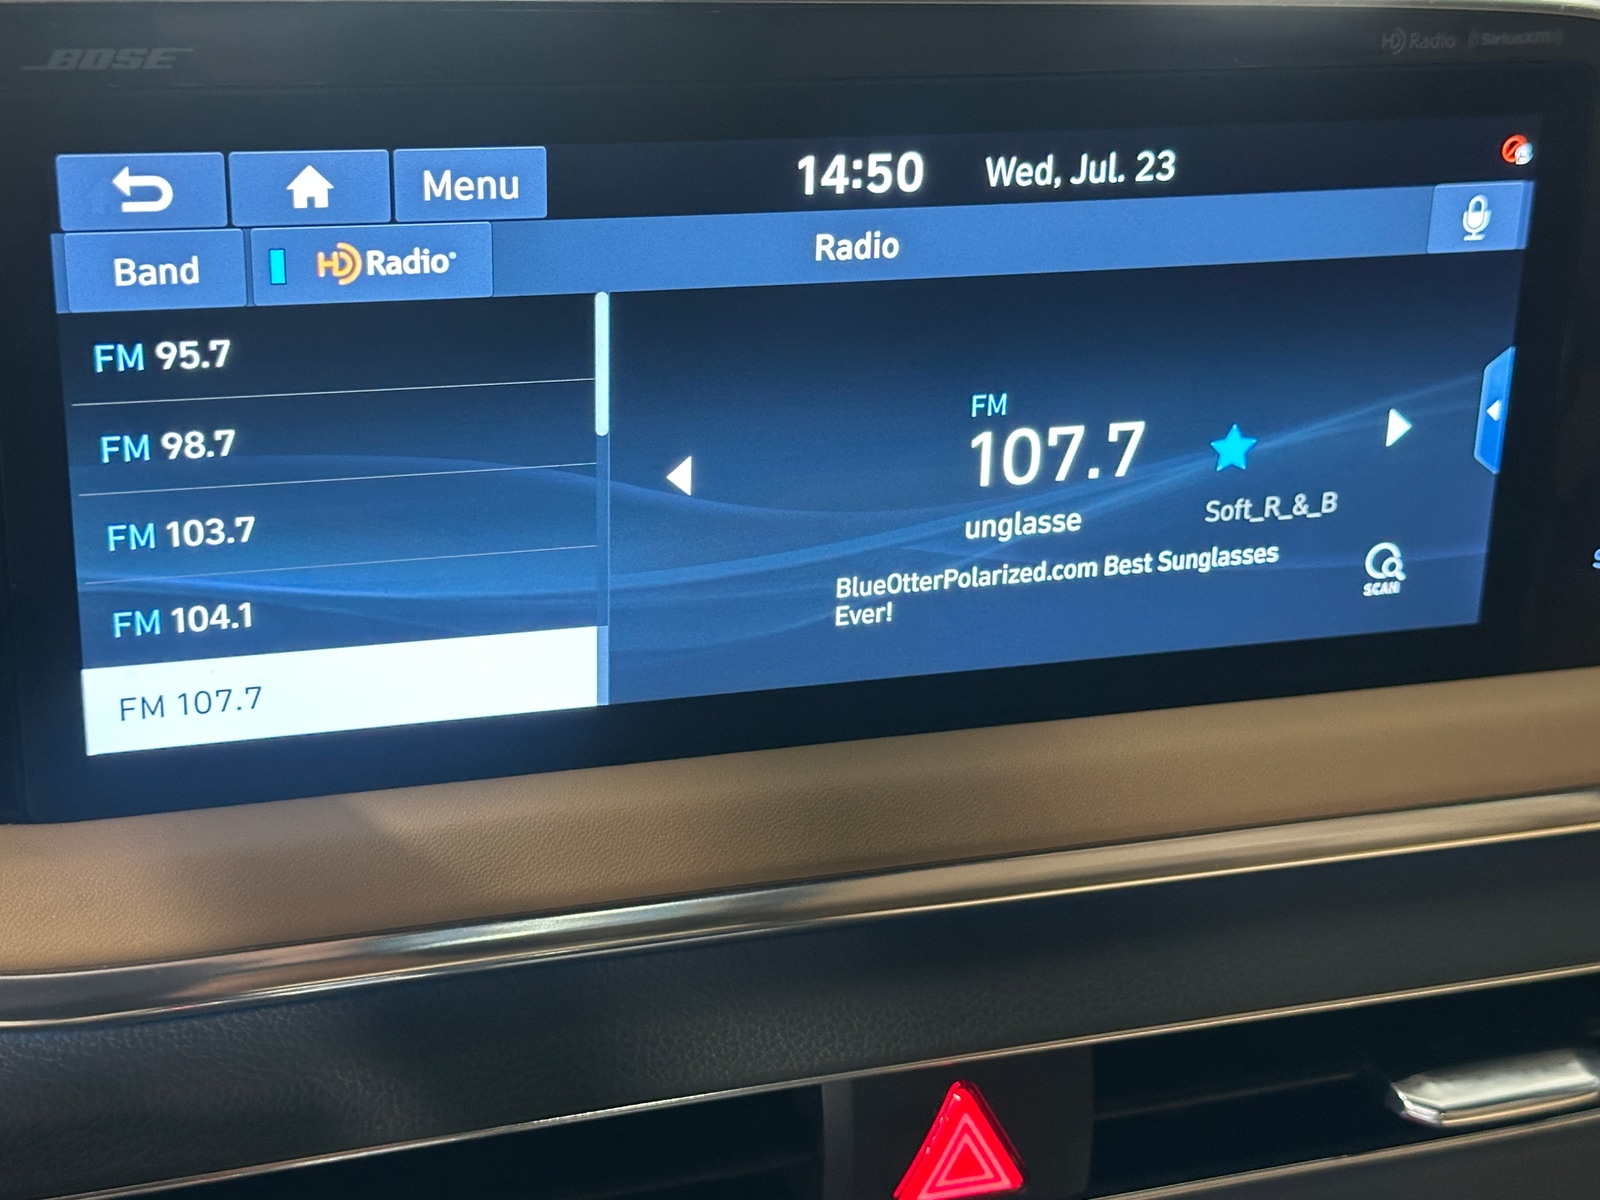 BOSE
HD Radio SiriusXM
Menu
14:50 Wed, Jul. 23
Band
HD Radio®
Radio
FM 95.7
FM 98.7
FM 103.7
FM 104.1
FM 107.7
FM
107.7
Soft_R_&_B
unglasse
BlueOtterPolarized.com Best Sunglasses
Ever!
SCAN